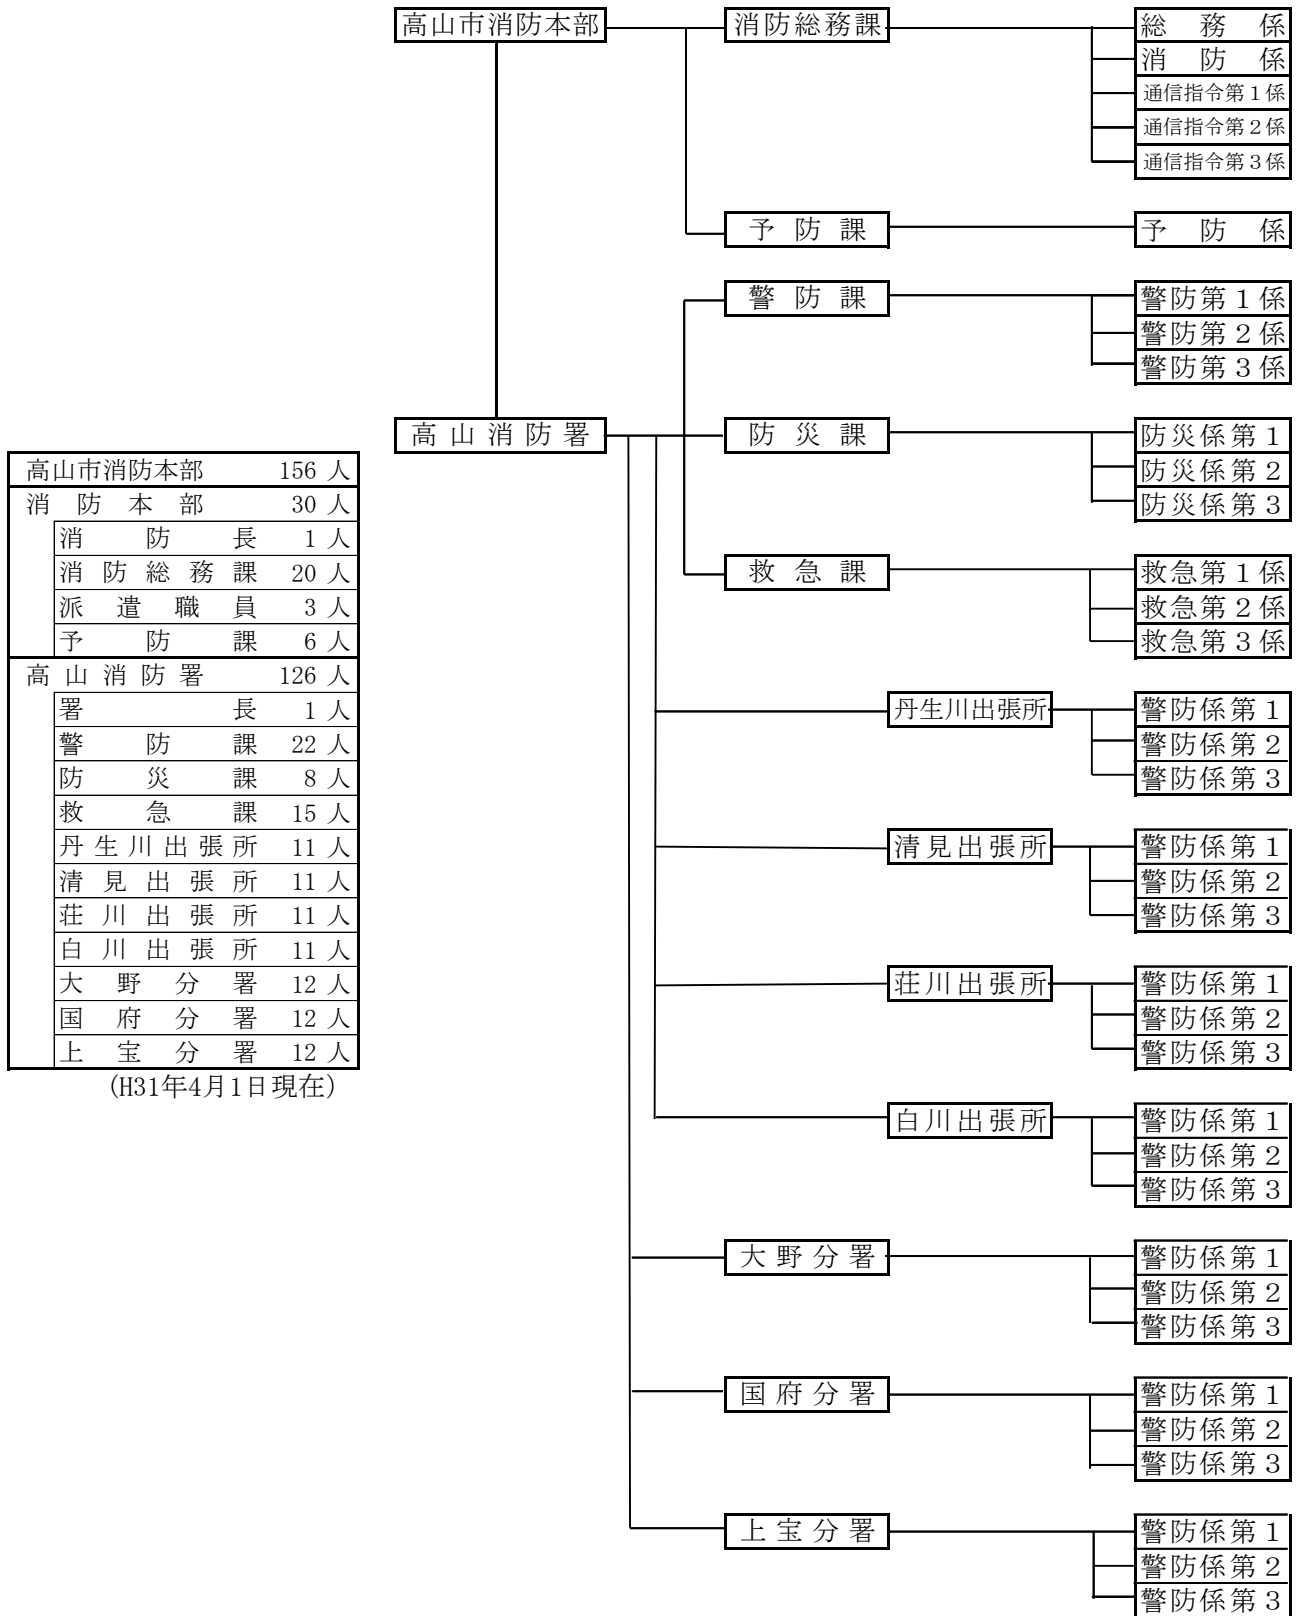 高山市消防本部 消防総務課 総務係
消防係
通信指令第1係
通信指令第2係
通信指令第3係
予防課 予防係
警防課 警防第1係
警防第2係
警防第3係
高山消防署 防災課 防災係第1
防災係第2
防災係第3
救急課 救急第1係
救急第2係
救急第3係
丹生川出張所 警防係第1
警防係第2
警防係第3
清見出張所 警防係第1
警防係第2
警防係第3
荘川出張所 警防係第1
警防係第2
警防係第3
白川出張所 警防係第1
警防係第2
警防係第3
大野分署 警防係第1
警防係第2
警防係第3
国府分署 警防係第1
警防係第2
警防係第3
上宝分署 警防係第1
警防係第2
警防係第3
高山市消防本部 156人
消防本部 30人
消防長 1人
消防総務課 20人
派遣職員 3人
予防課 6人
高山消防署 126人
署長 1人
警防課 22人
防災課 8人
救急課 15人
丹生川出張所 11人
清見出張所 11人
荘川出張所 11人
白川出張所 11人
大野分署 12人
国府分署 12人
上宝分署 12人
(H31年4月1日現在)